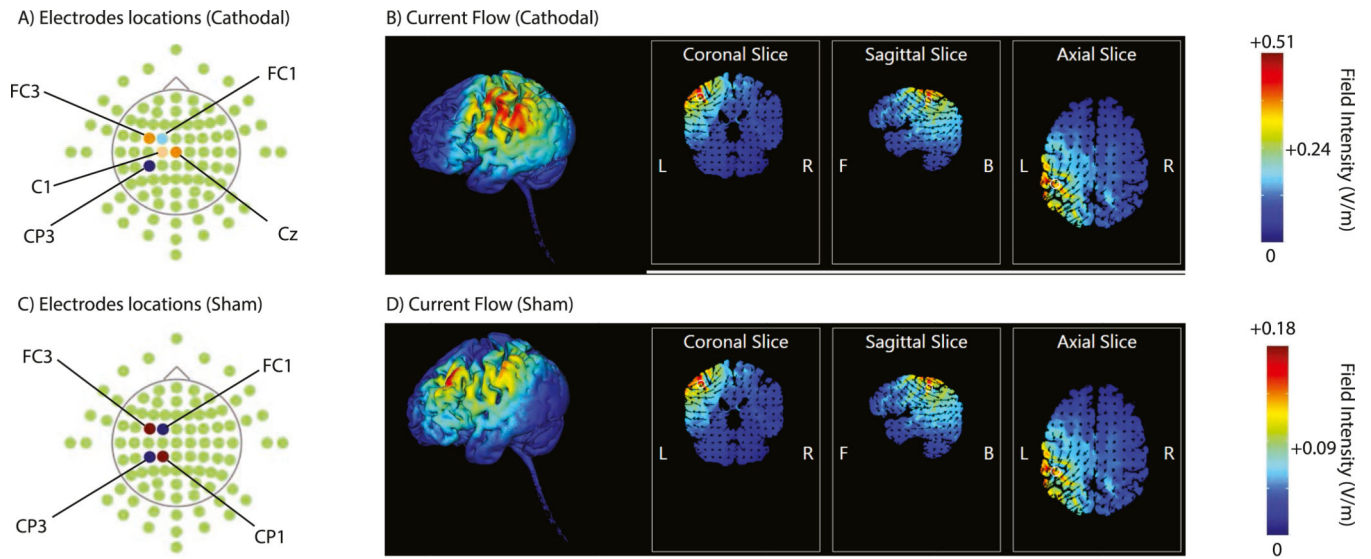 A) Electrodes locations (Cathodal)
FC3
FC1
C1
CP3
Cz
B) Current Flow (Cathodal)
Coronal Slice
L
R
Sagittal Slice
F
B
Axial Slice
L
R
+0.51
+0.24
0
Field Intensity (V/m)
C) Electrodes locations (Sham)
FC3
FC1
CP3
CP1
D) Current Flow (Sham)
Coronal Slice
L
R
Sagittal Slice
F
B
Axial Slice
L
R
+0.18
+0.09
0
Field Intensity (V/m)